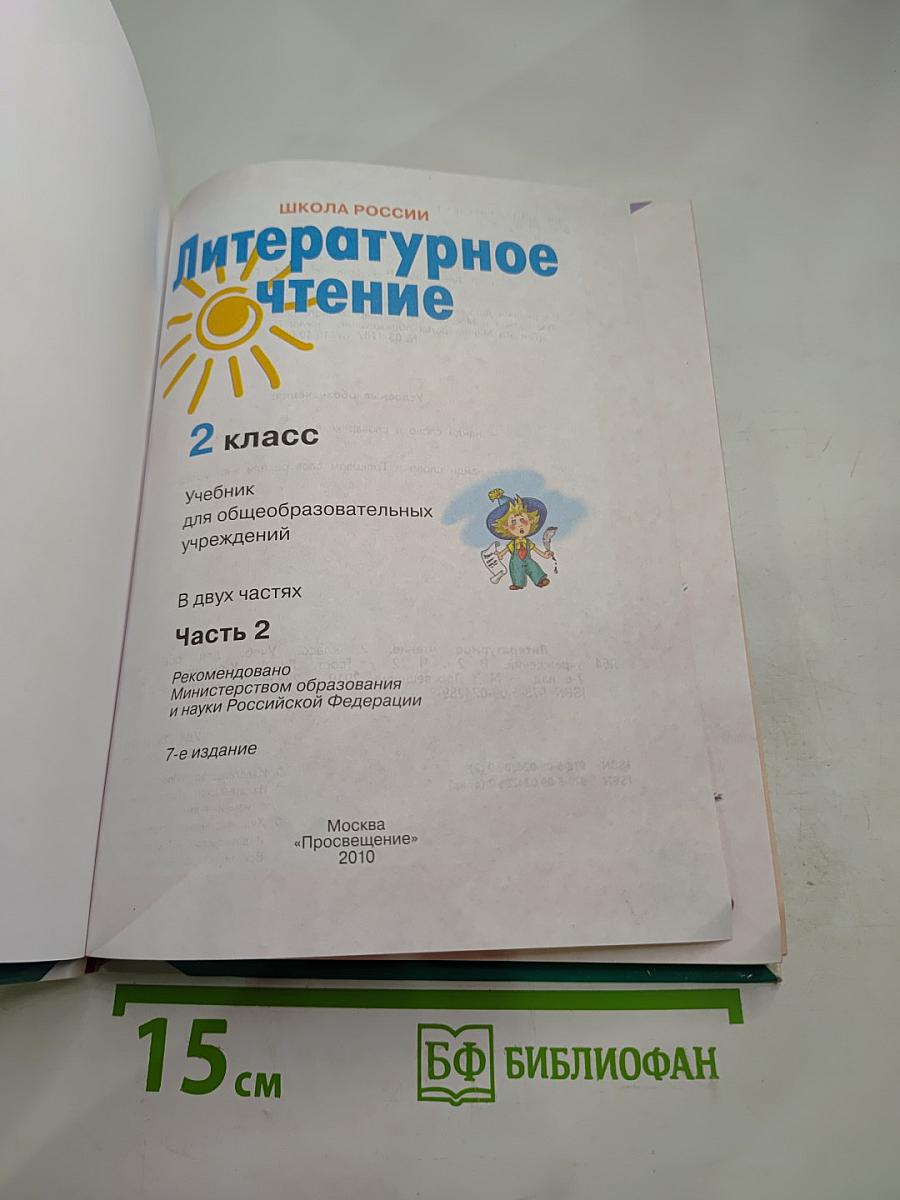 ШКОЛА РОССИИ
Литературное
чтение
2 класс
Учебник
для общеобразовательных
учреждений
В двух частях
Часть 2
Рекомендовано
Министерством образования
и науки Российской Федерации
7-е издание
Москва
«Просвещение»
2010
15 см
БФ БИБЛИОФАН